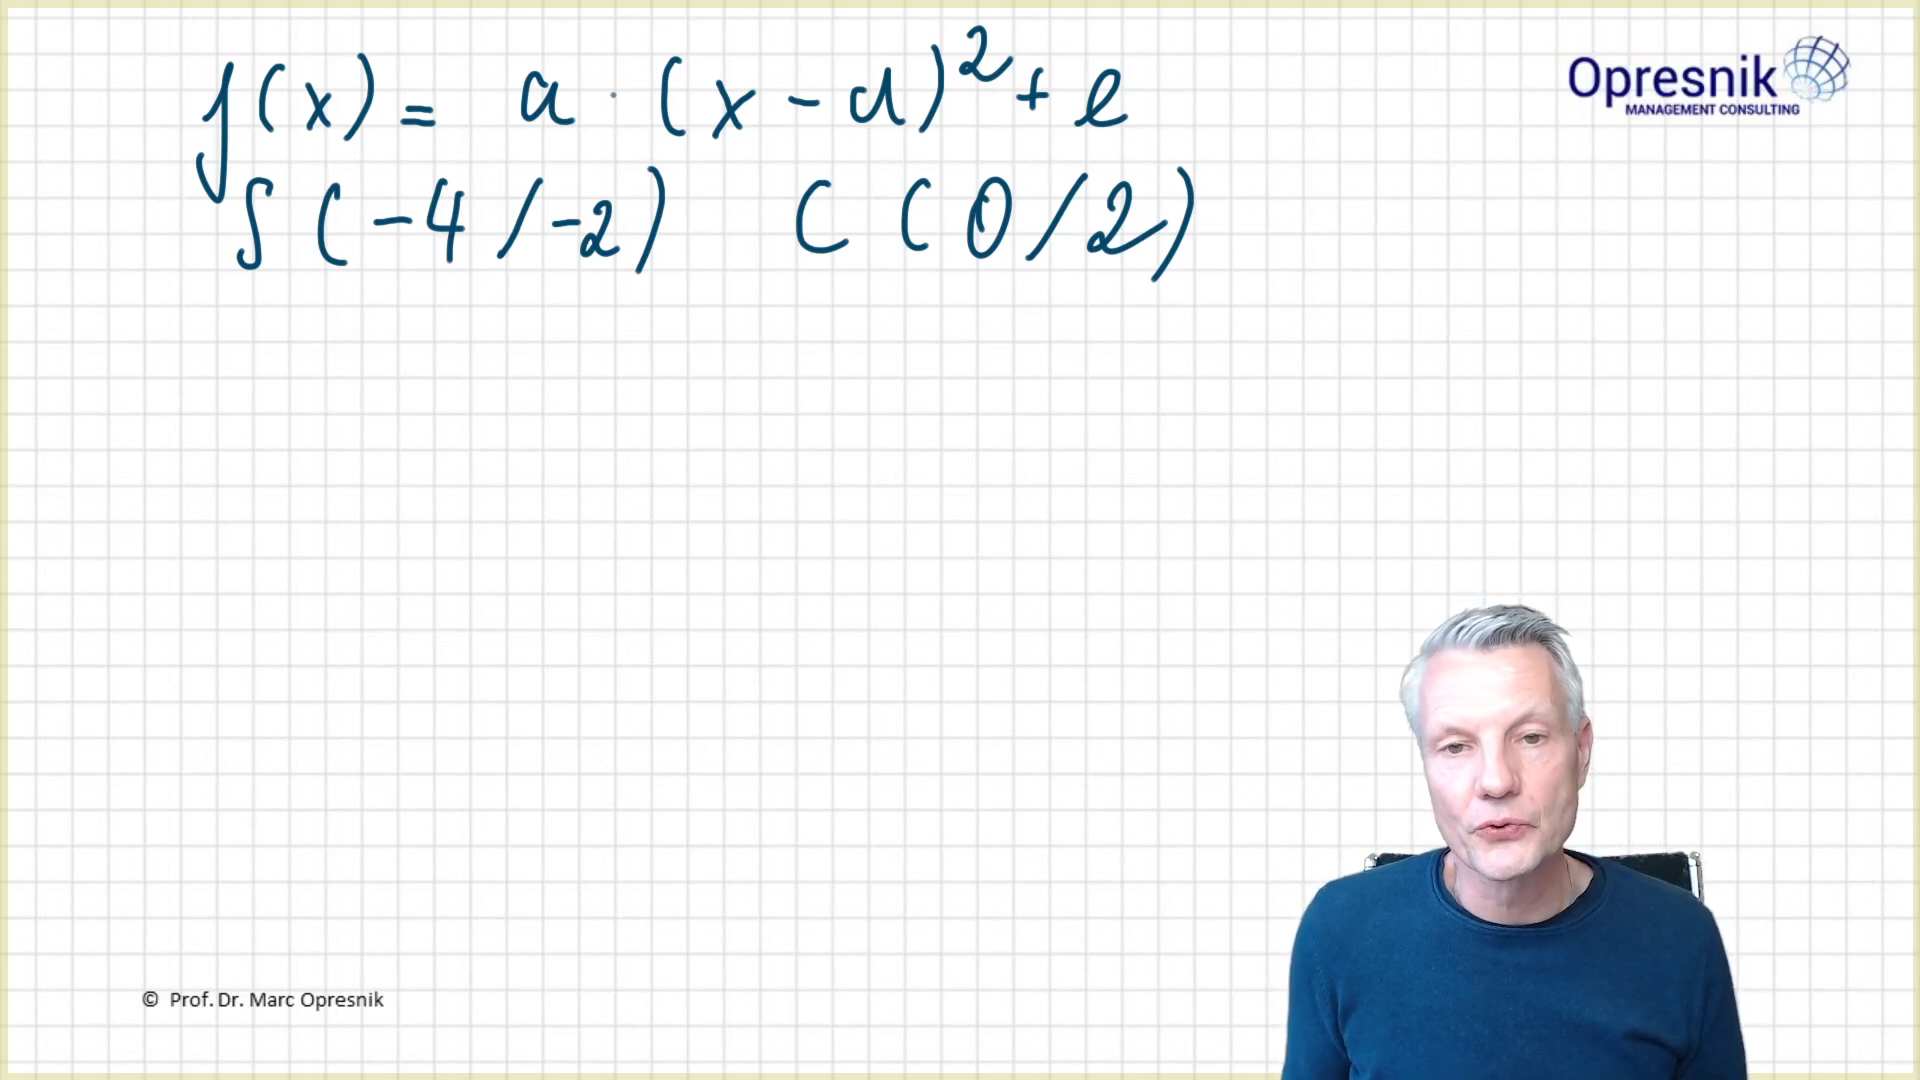 f(x) = a · (x - d)² + e
S (-4/-2) C (0/2)
Opresnik
MANAGEMENT CONSULTING
© Prof. Dr. Marc Opresnik